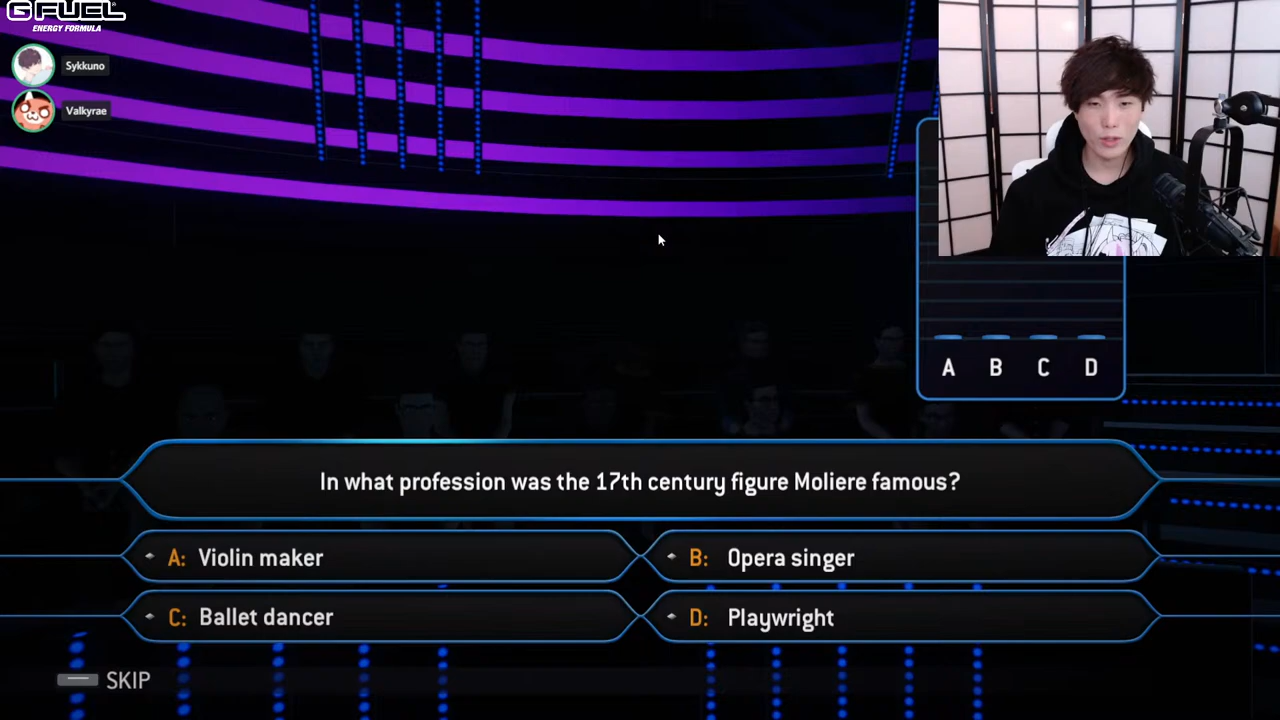 G FUEL
ENERGY FORMULA
Sykkuno
Valkyrae
A B C D
In what profession was the 17th century figure Moliere famous?
A: Violin maker
B: Opera singer
C: Ballet dancer
D: Playwright
SKIP